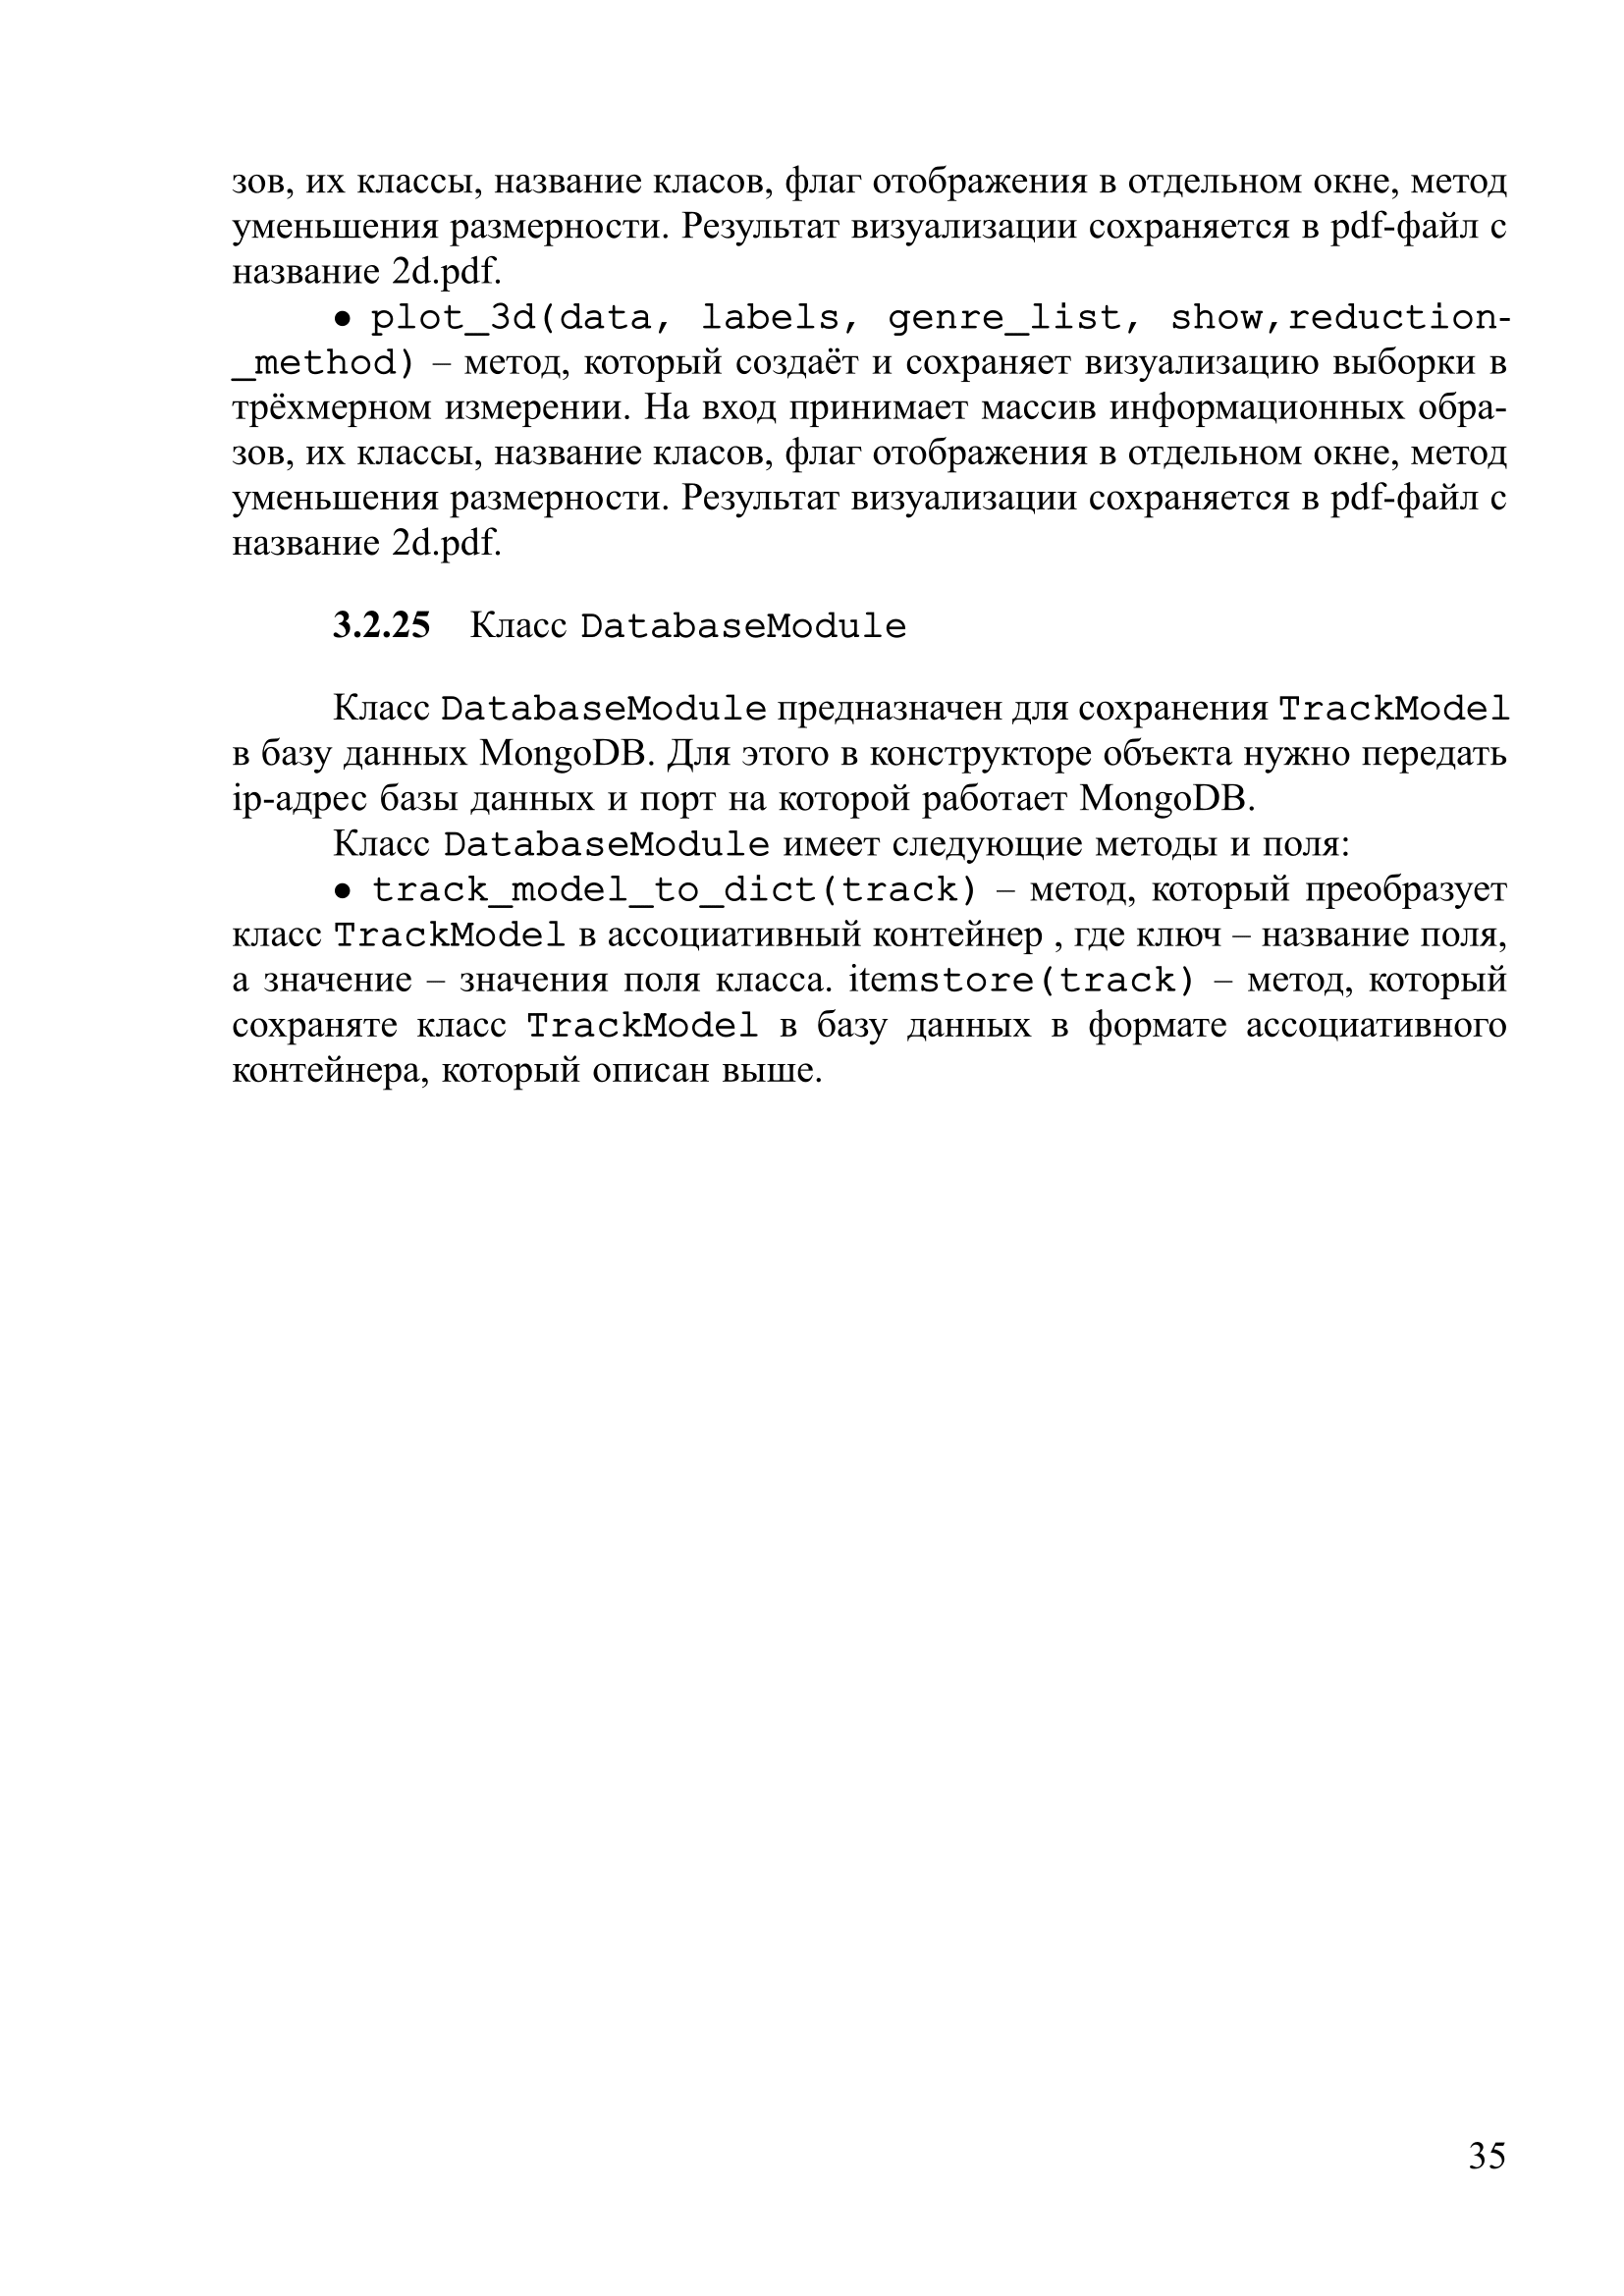 зов, их классы, название класов, флаг отображения в отдельном окне, метод
уменьшения размерности. Результат визуализации сохраняется в pdf-файл с
название 2d.pdf.
• plot_3d(data, labels, genre_list, show,reduction-
_method) – метод, который создаёт и сохраняет визуализацию выборки в
трёхмерном измерении. На вход принимает массив информационных обра-
зов, их классы, название класов, флаг отображения в отдельном окне, метод
уменьшения размерности. Результат визуализации сохраняется в pdf-файл с
название 2d.pdf.
3.2.25 Класс DatabaseModule
Класс DatabaseModule предназначен для сохранения TrackModel
в базу данных MongoDB. Для этого в конструкторе объекта нужно передать
ip-адрес базы данных и порт на которой работает MongoDB.
Класс DatabaseModule имеет следующие методы и поля:
• track_model_to_dict(track) – метод, который преобразует
класс TrackModel в ассоциативный контейнер , где ключ – название поля,
а значение – значения поля класса. itemstore(track) – метод, который
сохраняте класс TrackModel в базу данных в формате ассоциативного
контейнера, который описан выше.
35